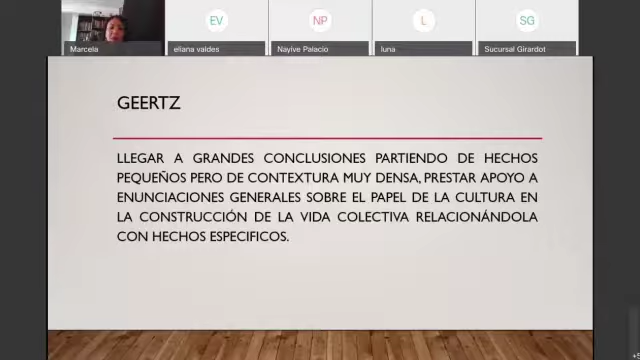 EV
NP
L
SG
Marcela
eliana valdes
Nayive Palacio
luna
Sucursal Girardot
GEERTZ
LLEGAR A GRANDES CONCLUSIONES PARTIENDO DE HECHOS
PEQUEÑOS PERO DE CONTEXTURA MUY DENSA, PRESTAR APOYO A
ENUNCIACIONES GENERALES SOBRE EL PAPEL DE LA CULTURA EN
LA CONSTRUCCIÓN DE LA VIDA COLECTIVA RELACIONÁNDOLA
CON HECHOS ESPECIFICOS.